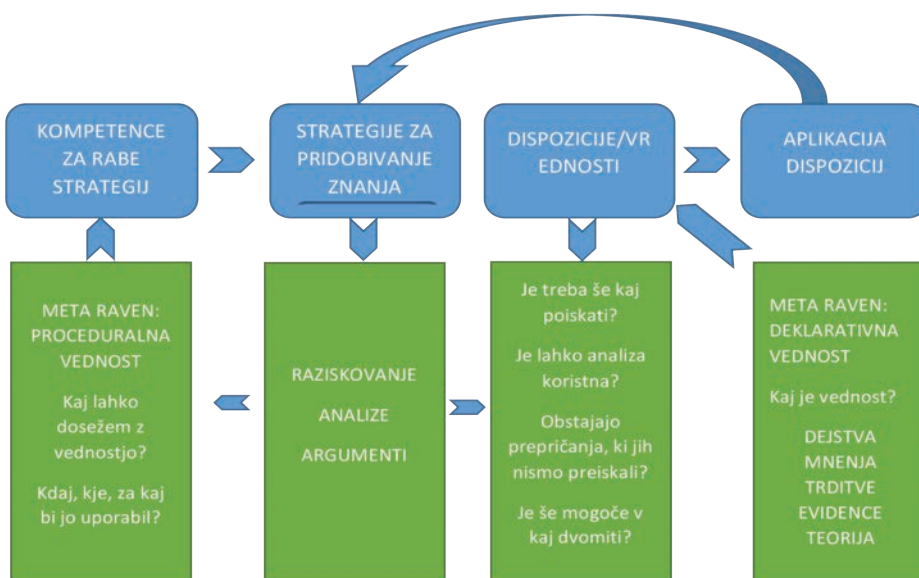 KOMPETENCE
ZA RABE
STRATEGIJ
STRATEGIJE ZA
PRIDOBIVANJE
ZNANJA
DISPOZICIJE/VR
EDNOSTI
APLIKACIJA
DISPOZICIJ
META RAVEN:
PROCEDURALNA
VEDNOST
Kaj lahko
dosežem z
vednostjo?
Kdaj, kje, za kaj
bi jo uporabil?
RAZISKOVANJE
ANALIZE
ARGUMENTI
Je treba še kaj
poiskati?
Je lahko analiza
koristna?
Obstajajo
prepričanja, ki jih
nismo preiskali?
Je še mogoče v
kaj dvomiti?
META RAVEN:
DEKLARATIVNA
VEDNOST
Kaj je vednost?
DEJSTVA
MNENJA
TRDITVE
EVIDENCE
TEORIJA